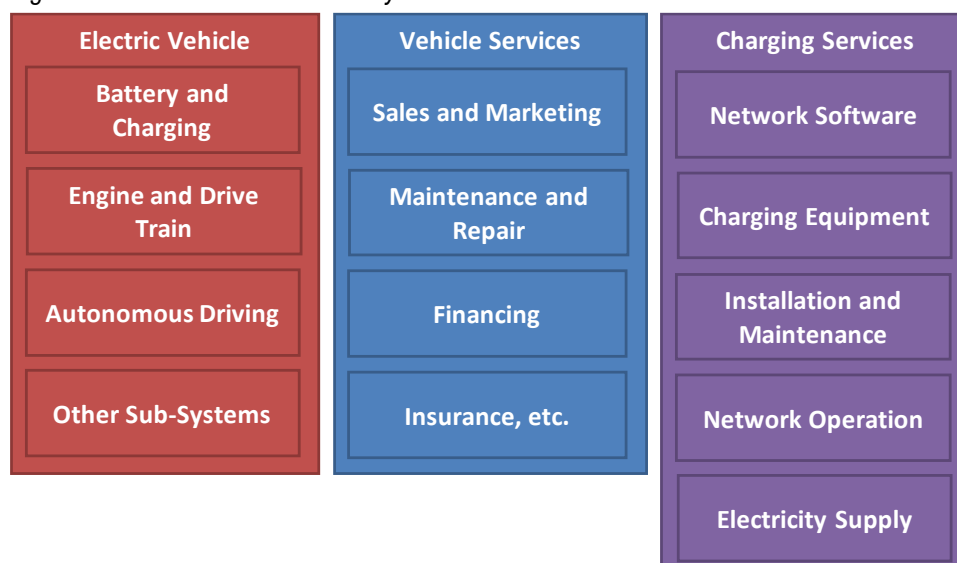 Electric Vehicle
Battery and
Charging
Engine and Drive
Train
Autonomous Driving
Other Sub-Systems
Vehicle Services
Sales and Marketing
Maintenance and
Repair
Financing
Insurance, etc.
Charging Services
Network Software
Charging Equipment
Installation and
Maintenance
Network Operation
Electricity Supply